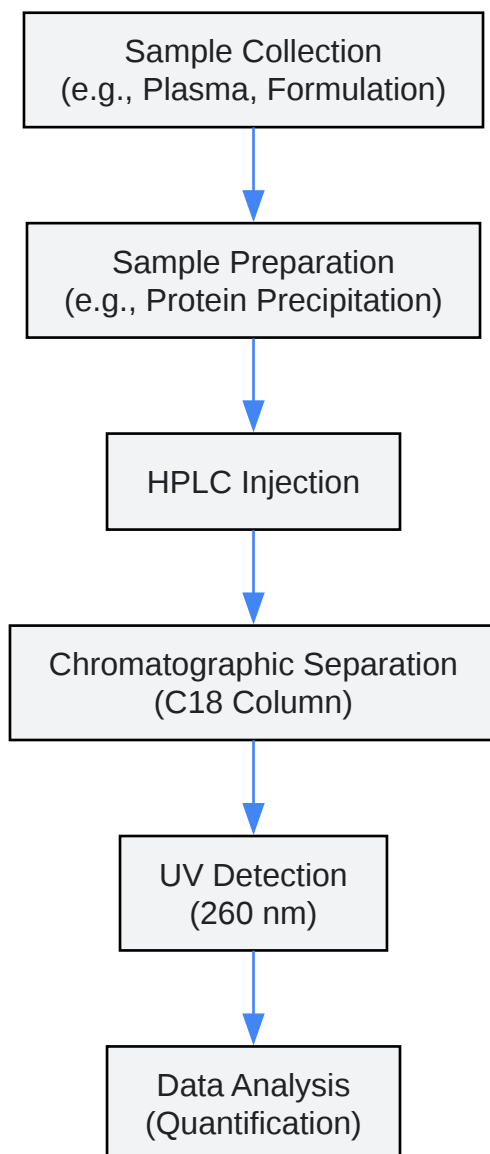 Sample Collection
(e.g., Plasma, Formulation)
Sample Preparation
(e.g., Protein Precipitation)
HPLC Injection
Chromatographic Separation
(C18 Column)
UV Detection
(260 nm)
Data Analysis
(Quantification)